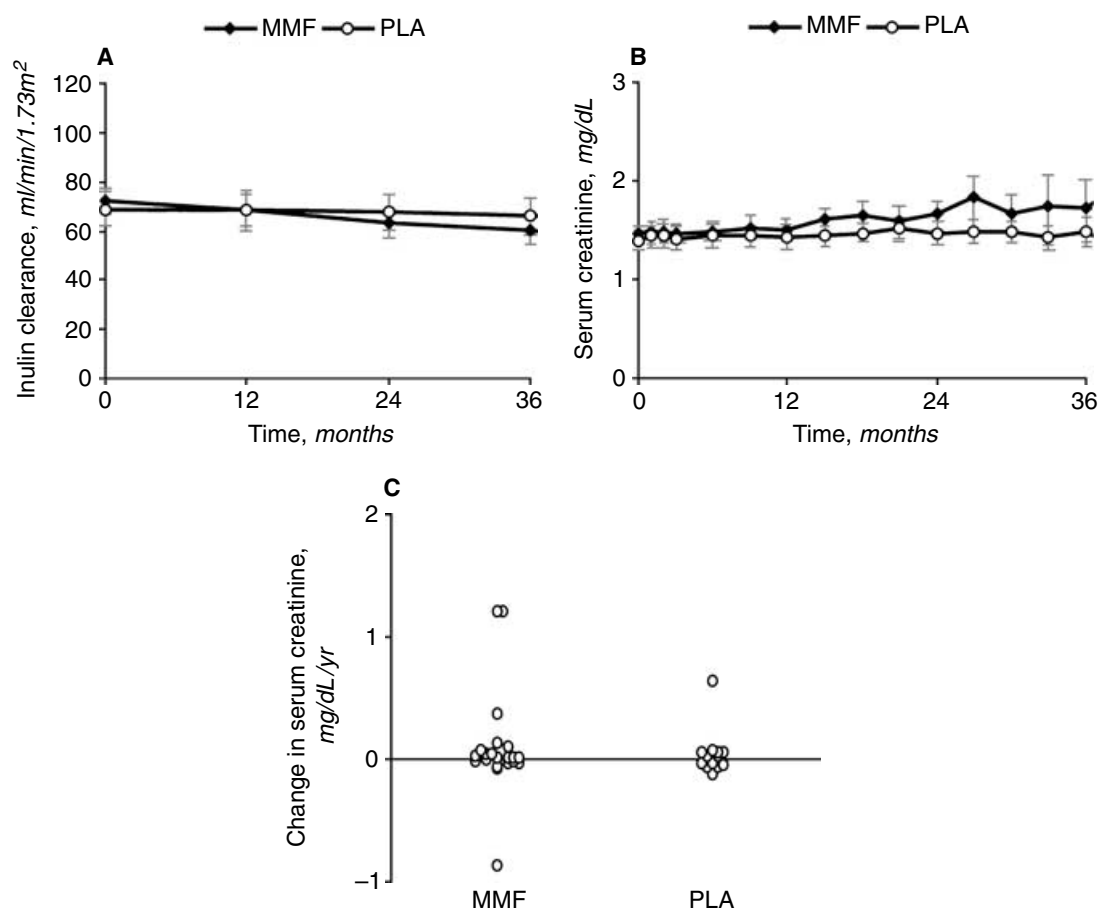 MMF PLA
A
Inulin clearance, ml/min/1.73m²
120
100
80
60
40
20
0
0 12 24 36
Time, months
MMF PLA
B
Serum creatinine, mg/dL
3
2
1
0
0 12 24 36
Time, months
C
Change in serum creatinine,
mg/dL/yr
2
1
0
–1
MMF PLA